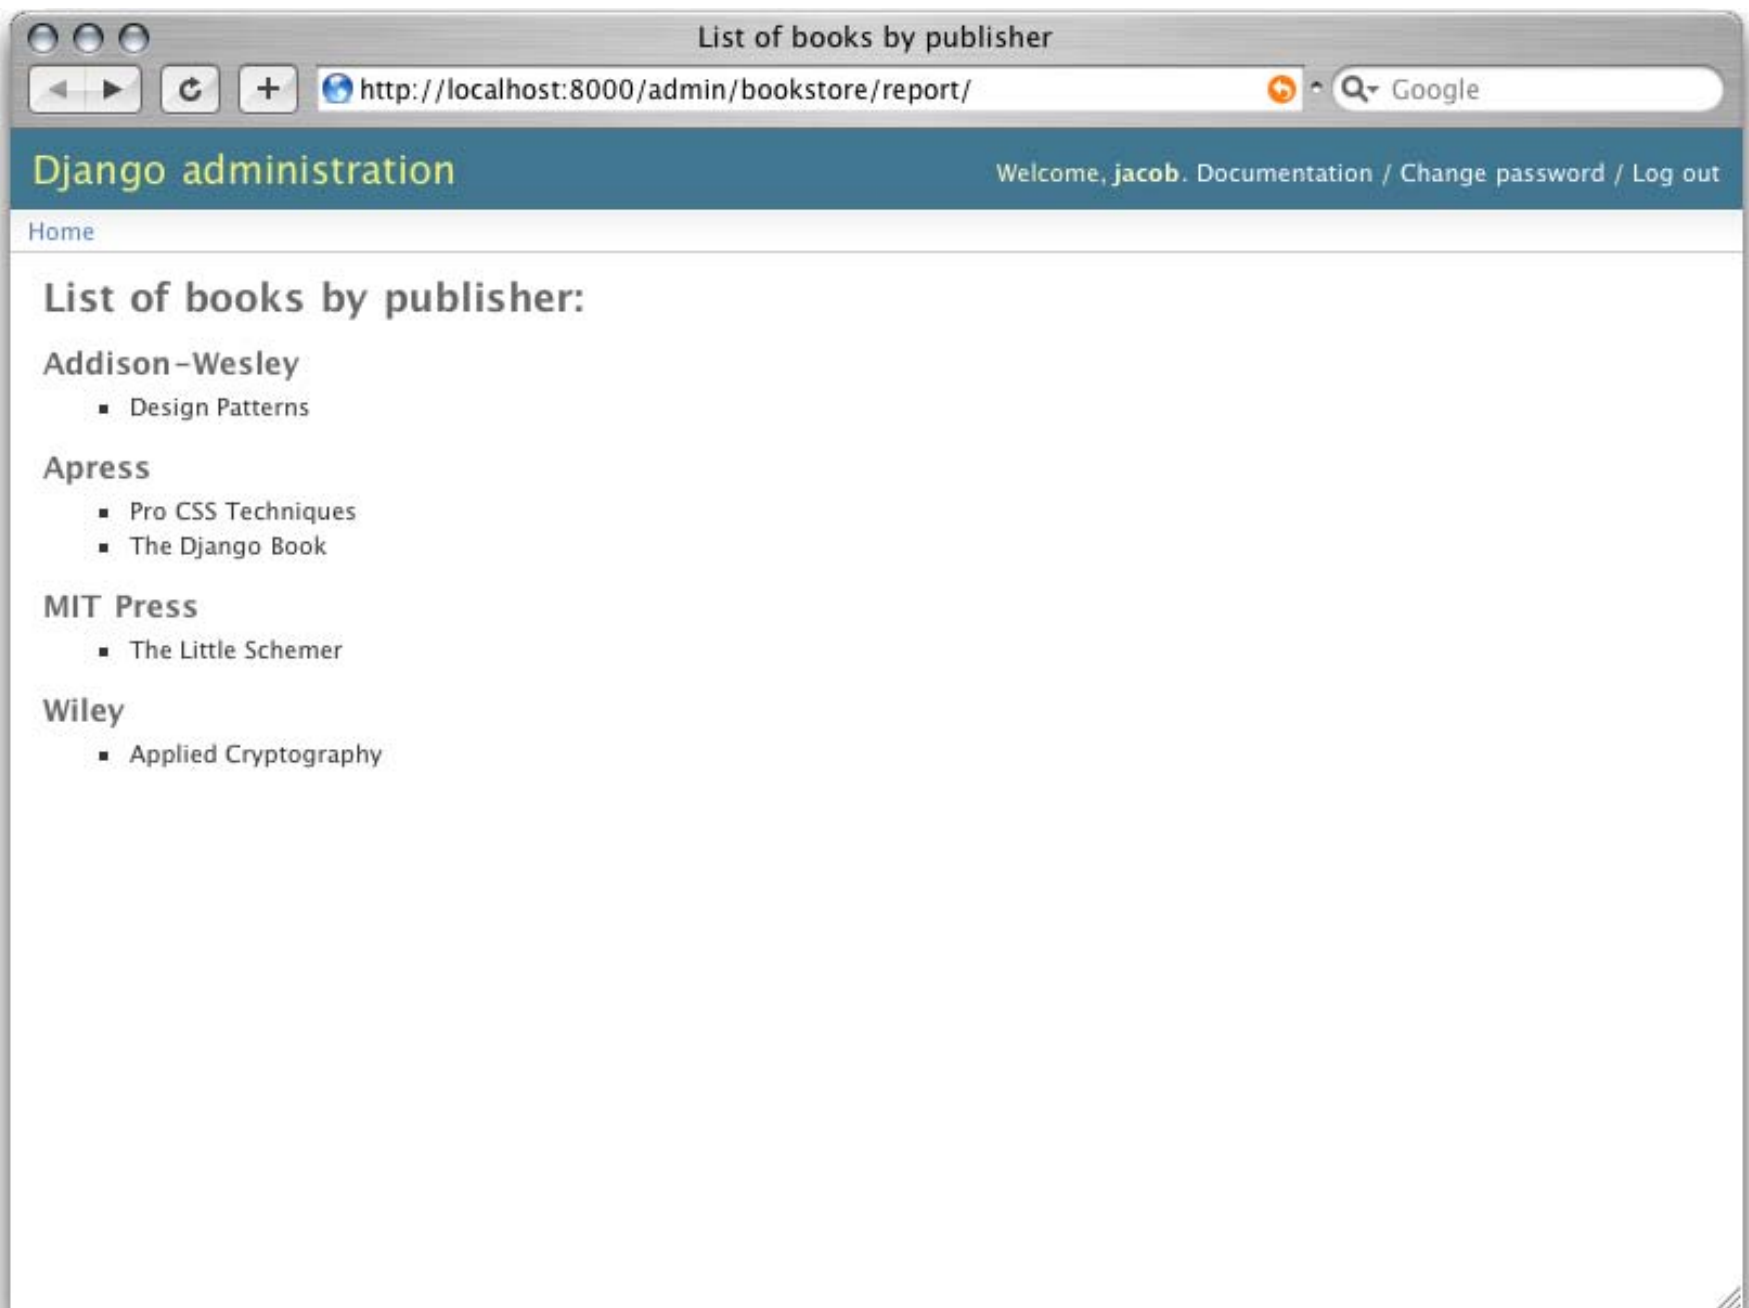 List of books by publisher
http://localhost:8000/admin/bookstore/report/
Google
Django administration
Welcome, jacob. Documentation / Change password / Log out
Home
List of books by publisher:
Addison-Wesley
Design Patterns
Apress
Pro CSS Techniques
The Django Book
MIT Press
The Little Schemer
Wiley
Applied Cryptography